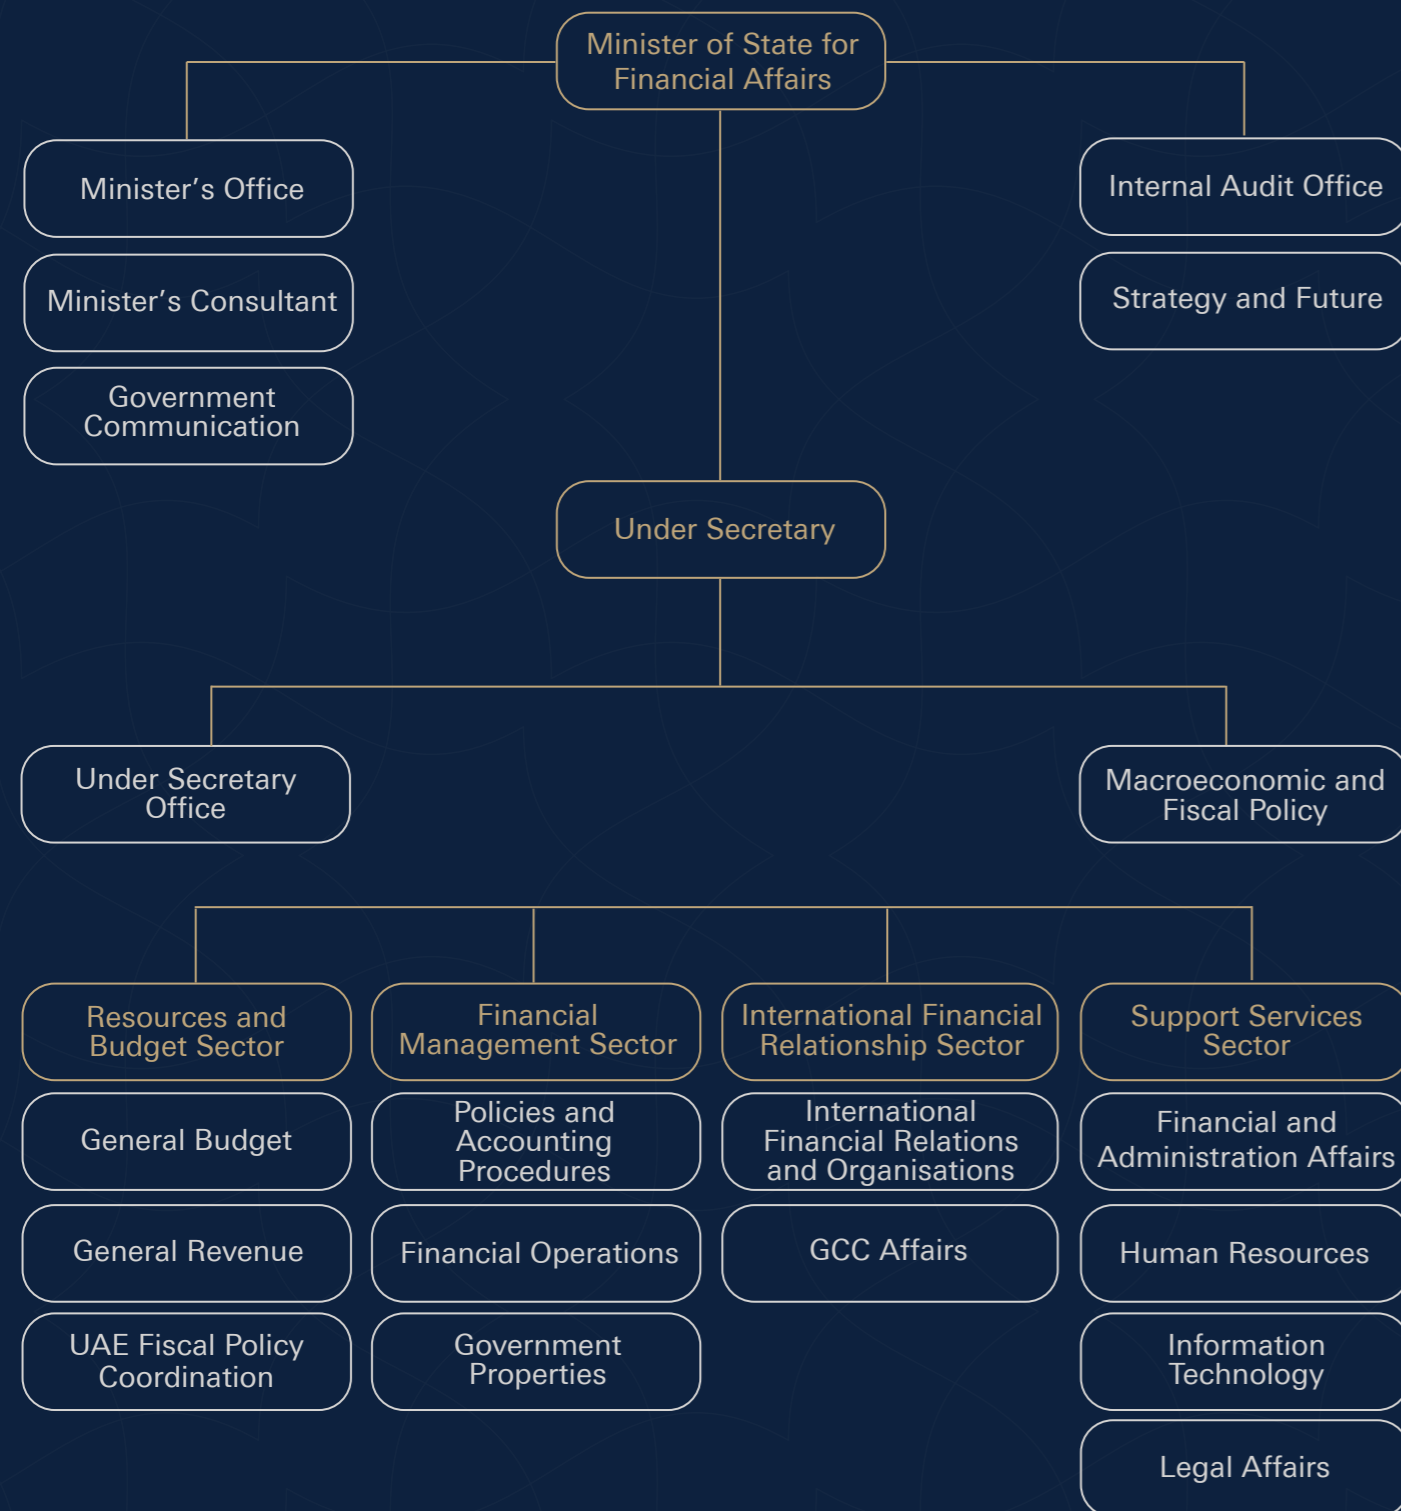 Minister of State for
Financial Affairs
Minister’s Office
Internal Audit Office
Minister’s Consultant
Strategy and Future
Government
Communication
Under Secretary
Under Secretary
Office
Macroeconomic and
Fiscal Policy
Resources and
Budget Sector
Financial
Management Sector
International Financial
Relationship Sector
Support Services
Sector
General Budget
Policies and
Accounting
Procedures
International
Financial Relations
and Organisations
Financial and
Administration Affairs
General Revenue
Financial Operations
GCC Affairs
Human Resources
UAE Fiscal Policy
Coordination
Government
Properties
Information
Technology
Legal Affairs